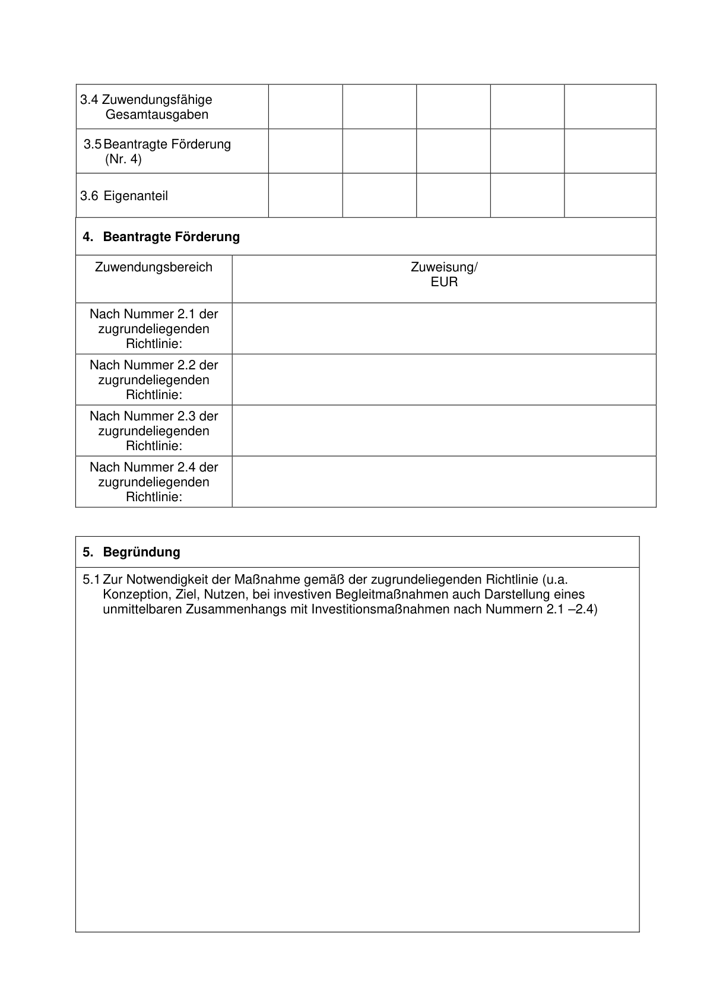 3.4 Zuwendungsfähige
Gesamtausgaben
3.5 Beantragte Förderung
(Nr. 4)
3.6 Eigenanteil
4. Beantragte Förderung
Zuwendungsbereich
Zuweisung/
EUR
Nach Nummer 2.1 der
zugrundeliegenden
Richtlinie:
Nach Nummer 2.2 der
zugrundeliegenden
Richtlinie:
Nach Nummer 2.3 der
zugrundeliegenden
Richtlinie:
Nach Nummer 2.4 der
zugrundeliegenden
Richtlinie:
5. Begründung
5.1 Zur Notwendigkeit der Maßnahme gemäß der zugrundeliegenden Richtlinie (u.a.
Konzeption, Ziel, Nutzen, bei investiven Begleitmaßnahmen auch Darstellung eines
unmittelbaren Zusammenhangs mit Investitionsmaßnahmen nach Nummern 2.1 –2.4)